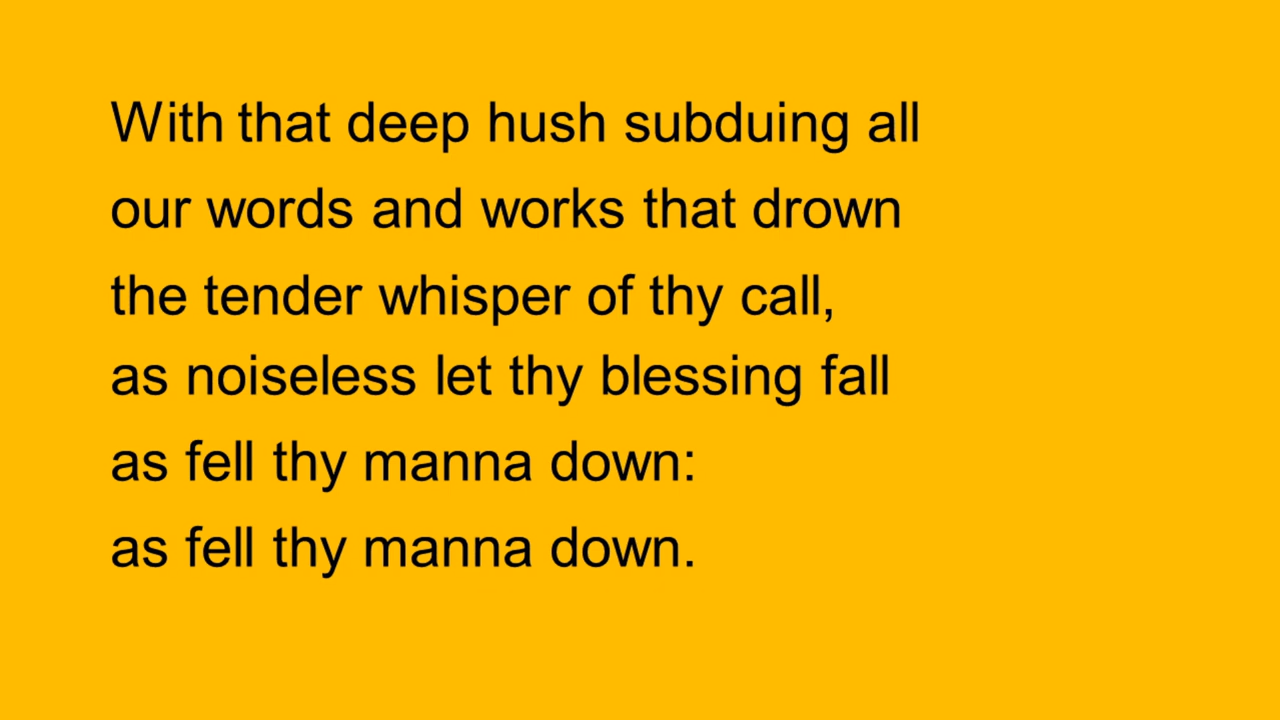 With that deep hush subduing all
our words and works that drown
the tender whisper of thy call,
as noiseless let thy blessing fall
as fell thy manna down:
as fell thy manna down.